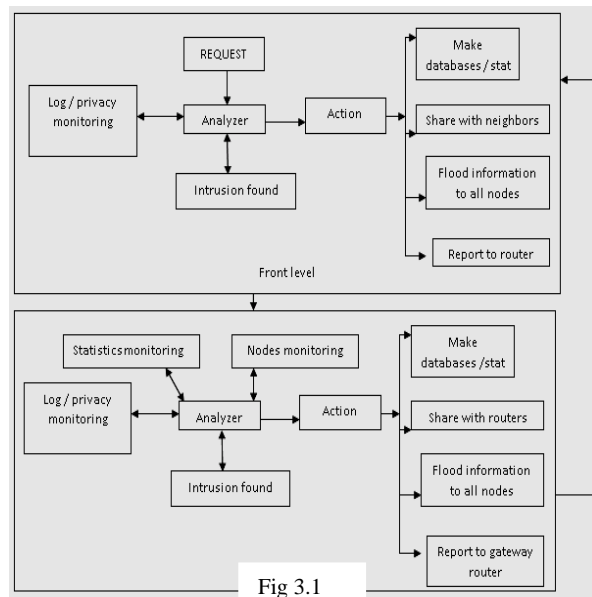 REQUEST
Make
databases / stat
Log / privacy
monitoring
Analyzer
Action
Share with neighbors
Intrusion found
Flood information
to all nodes
Report to router
Front level
Statistics monitoring
Nodes monitoring
Make
databases /stat
Log / privacy
monitoring
Analyzer
Action
Share with routers
Intrusion found
Flood information
to all nodes
Report to gateway
router
Fig 3.1